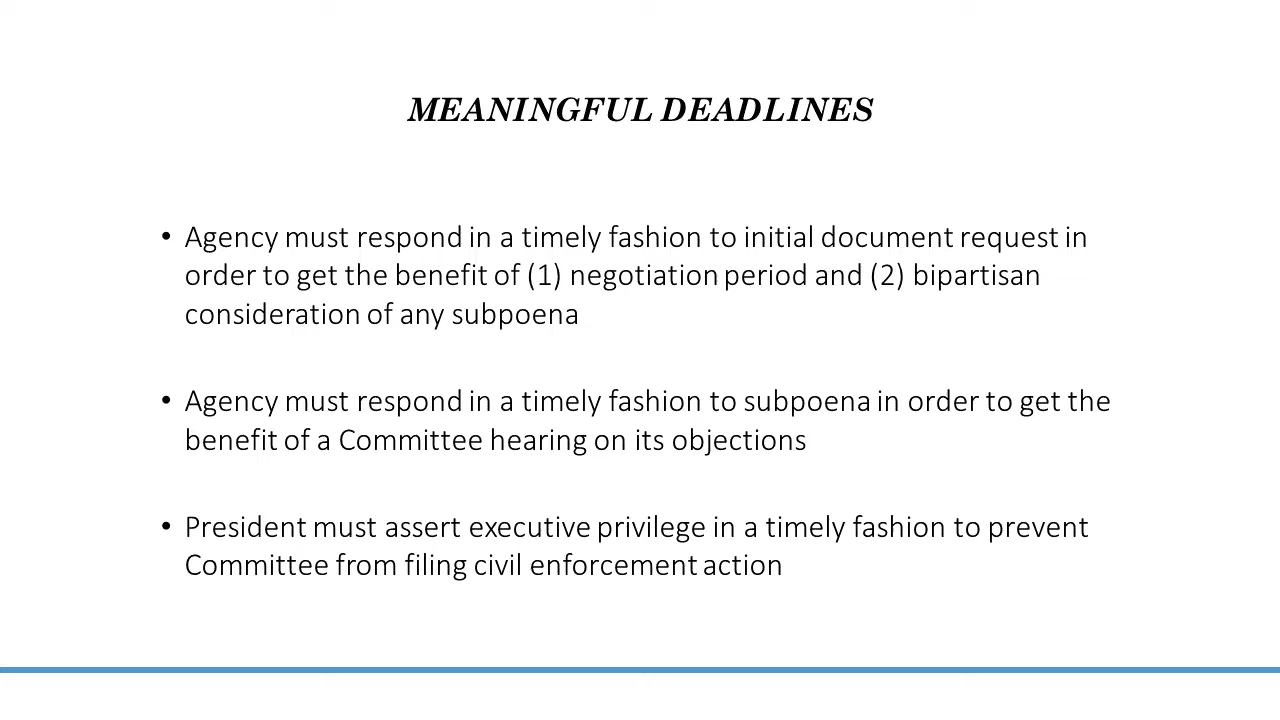 MEANINGFUL DEADLINES
• Agency must respond in a timely fashion to initial document request in
order to get the benefit of (1) negotiation period and (2) bipartisan
consideration of any subpoena
• Agency must respond in a timely fashion to subpoena in order to get the
benefit of a Committee hearing on its objections
• President must assert executive privilege in a timely fashion to prevent
Committee from filing civil enforcement action